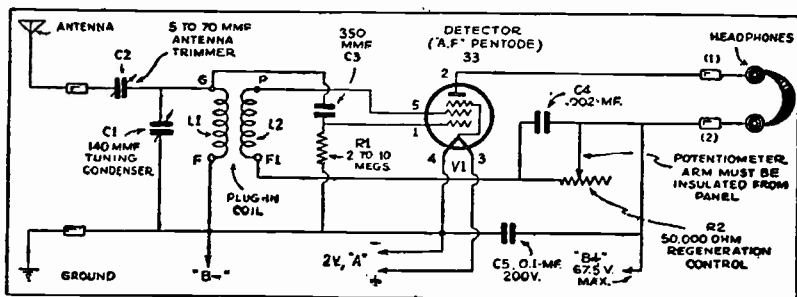 ANTENNA
C2
5 TO 70 MMF
ANTENNA
TRIMMER
350
MMF
C3
DETECTOR
("A,F" PENTODE)
33
HEADPHONES
(1)
2
G
P
C4
.002-MF.
5
1
C1
140 MMF
TUNING
CONDENSER
L1
L2
R1
2 TO 10
MEGS.
4
V1
3
(2)
F
F1
PLUG-IN
COIL
POTENTIOMETER
ARM MUST BE
INSULATED FROM
PANEL
R2
50,000 OHM
REGENERATION
CONTROL
GROUND
"B-"
2V, "A"
-
+
C5, 0.1-MF.
200V.
"B+"
67.5 V.
MAX.